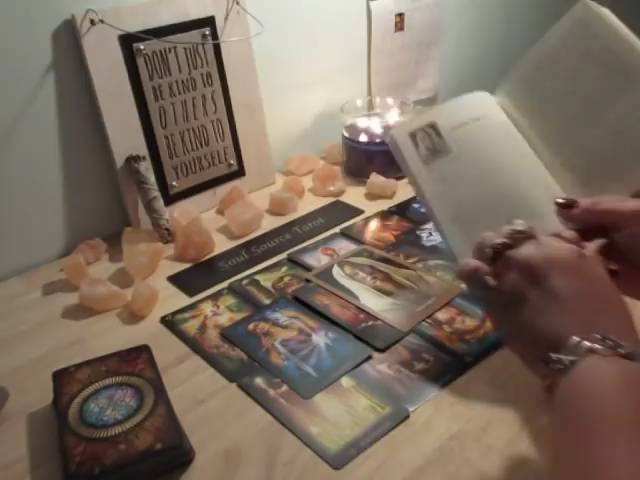 DON'T JUST
BE KIND TO
OTHERS
BE KIND TO
YOURSELF
Soul Source Tarot